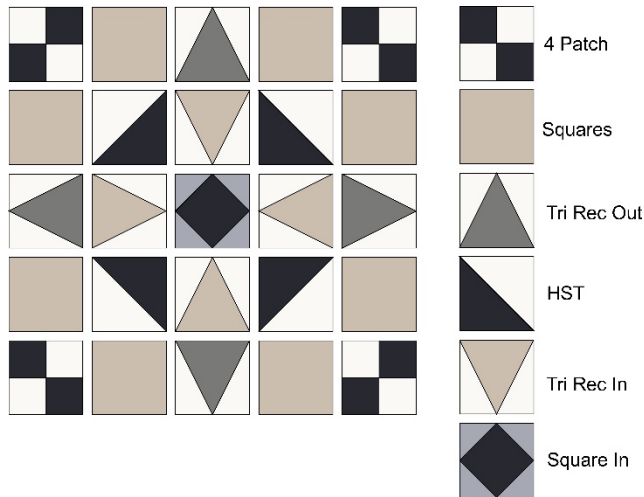 4 Patch
Squares
Tri Rec Out
HST
Tri Rec In
Square In